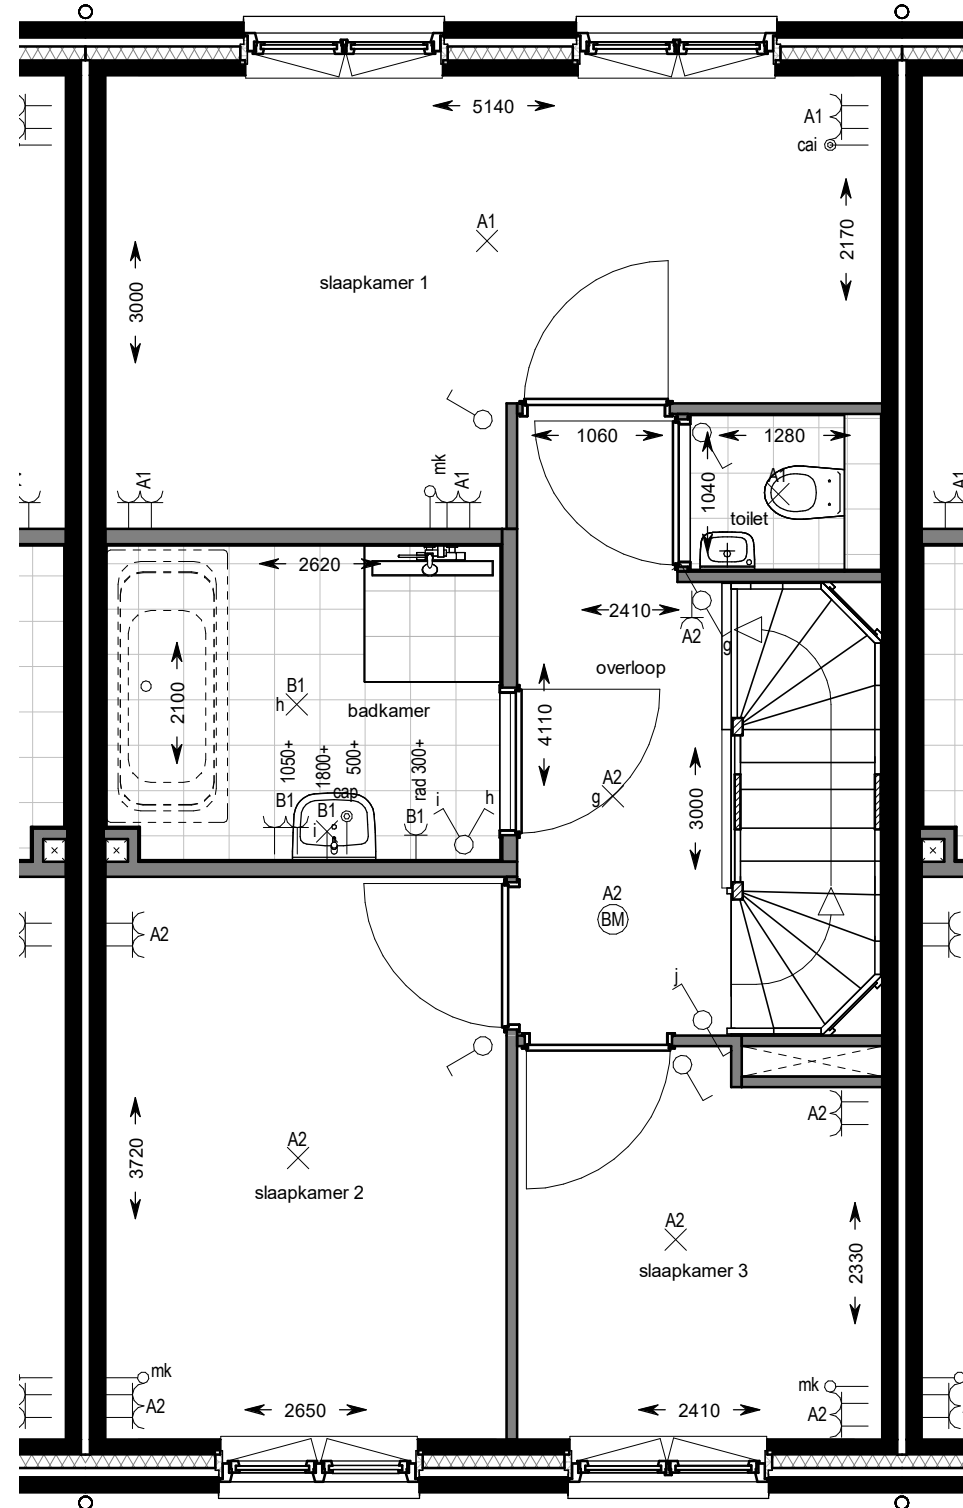 5140
A1
cai
A1
2170
slaapkamer 1
3000
1060
1280
A1
1040
toilet
mk
A1
A1
A1
2620
2410
A2
g
overloop
B1
h
2100
badkamer
4110
1050+
1800+
500+
cap
rad 300+
B1
B1
i
B1
i
h
A2
g
3000
A2
BM
A2
j
A2
3720
A2
slaapkamer 2
A2
slaapkamer 3
2330
mk
A2
mk
A2
2650
2410